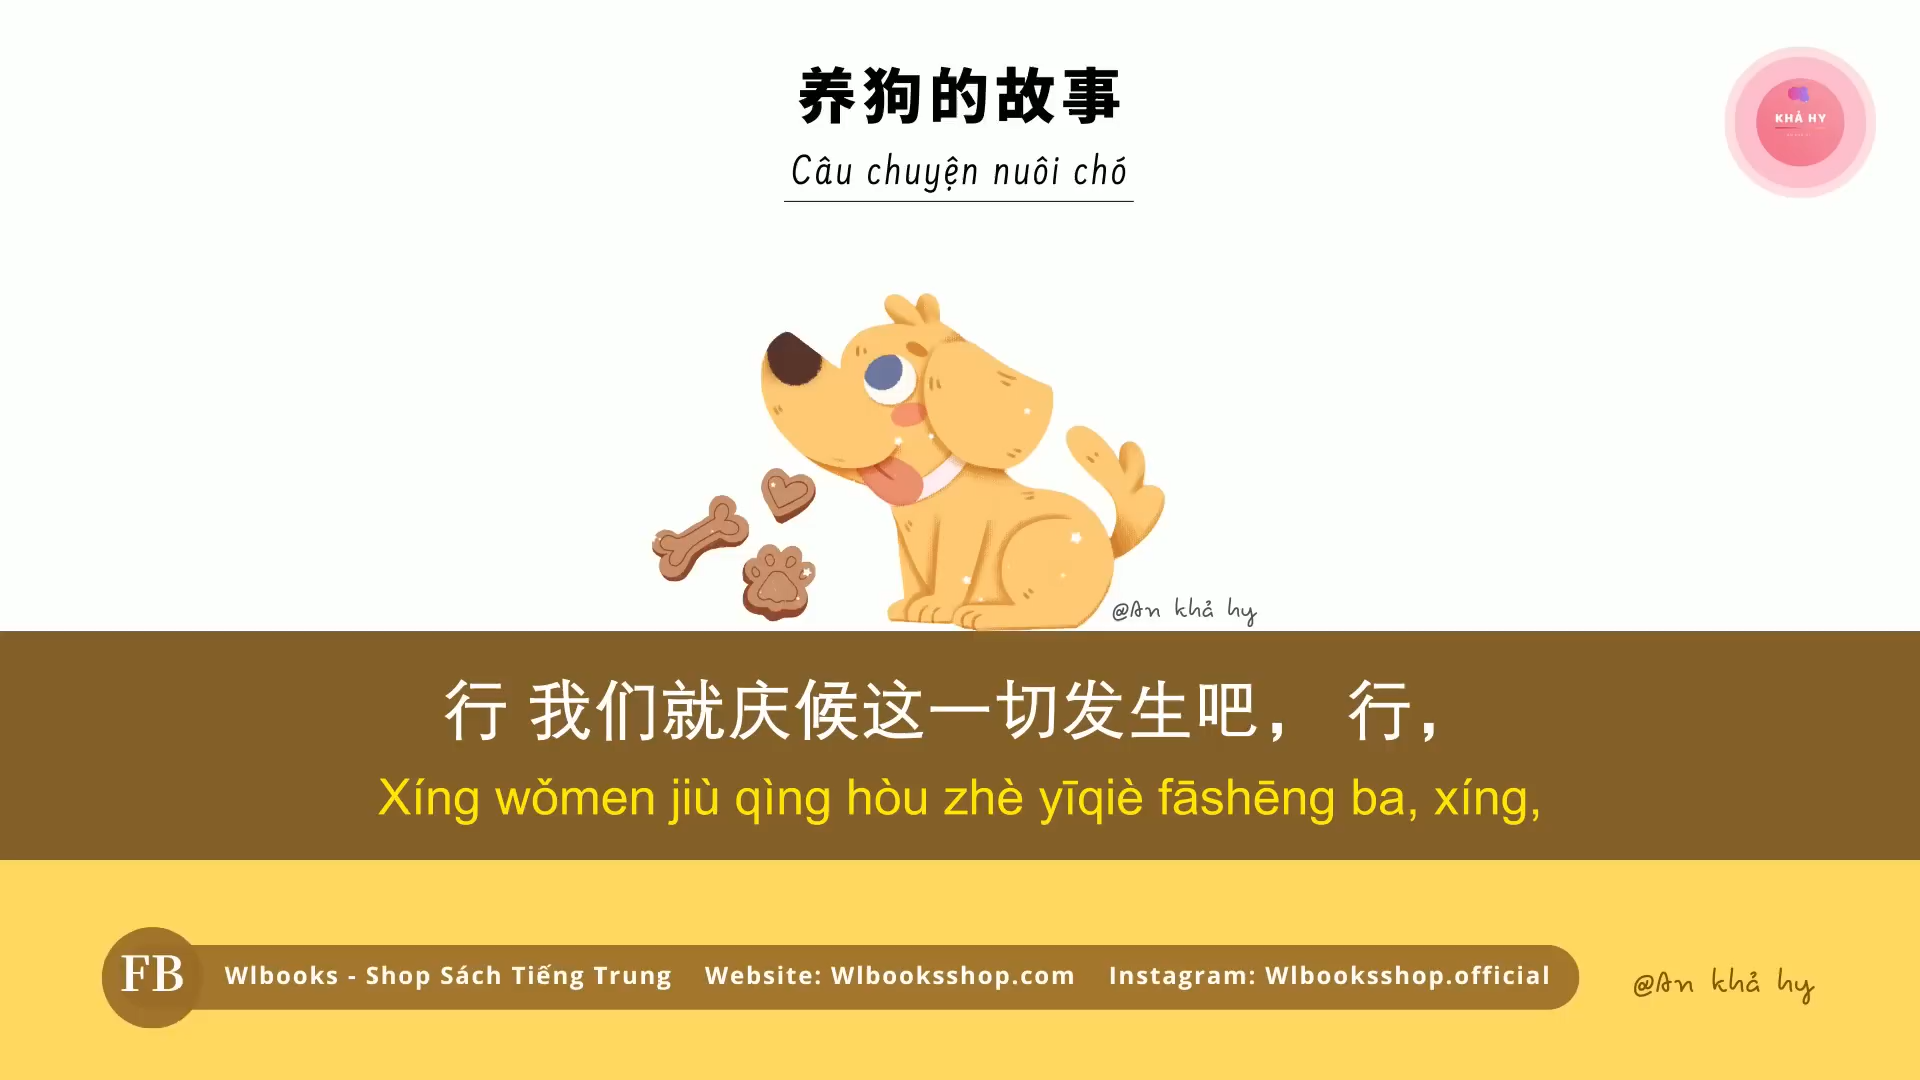 养狗的故事
Câu chuyện nuôi chó
KHẢ HY
@An khả hy
行 我们就庆候这一切发生吧， 行，
Xíng wǒmen jiù qìng hòu zhè yīqiè fāshēng ba, xíng,
FB Wlbooks - Shop Sách Tiếng Trung Website: Wlbooksshop.com Instagram: Wlbooksshop.official
@An khả hy